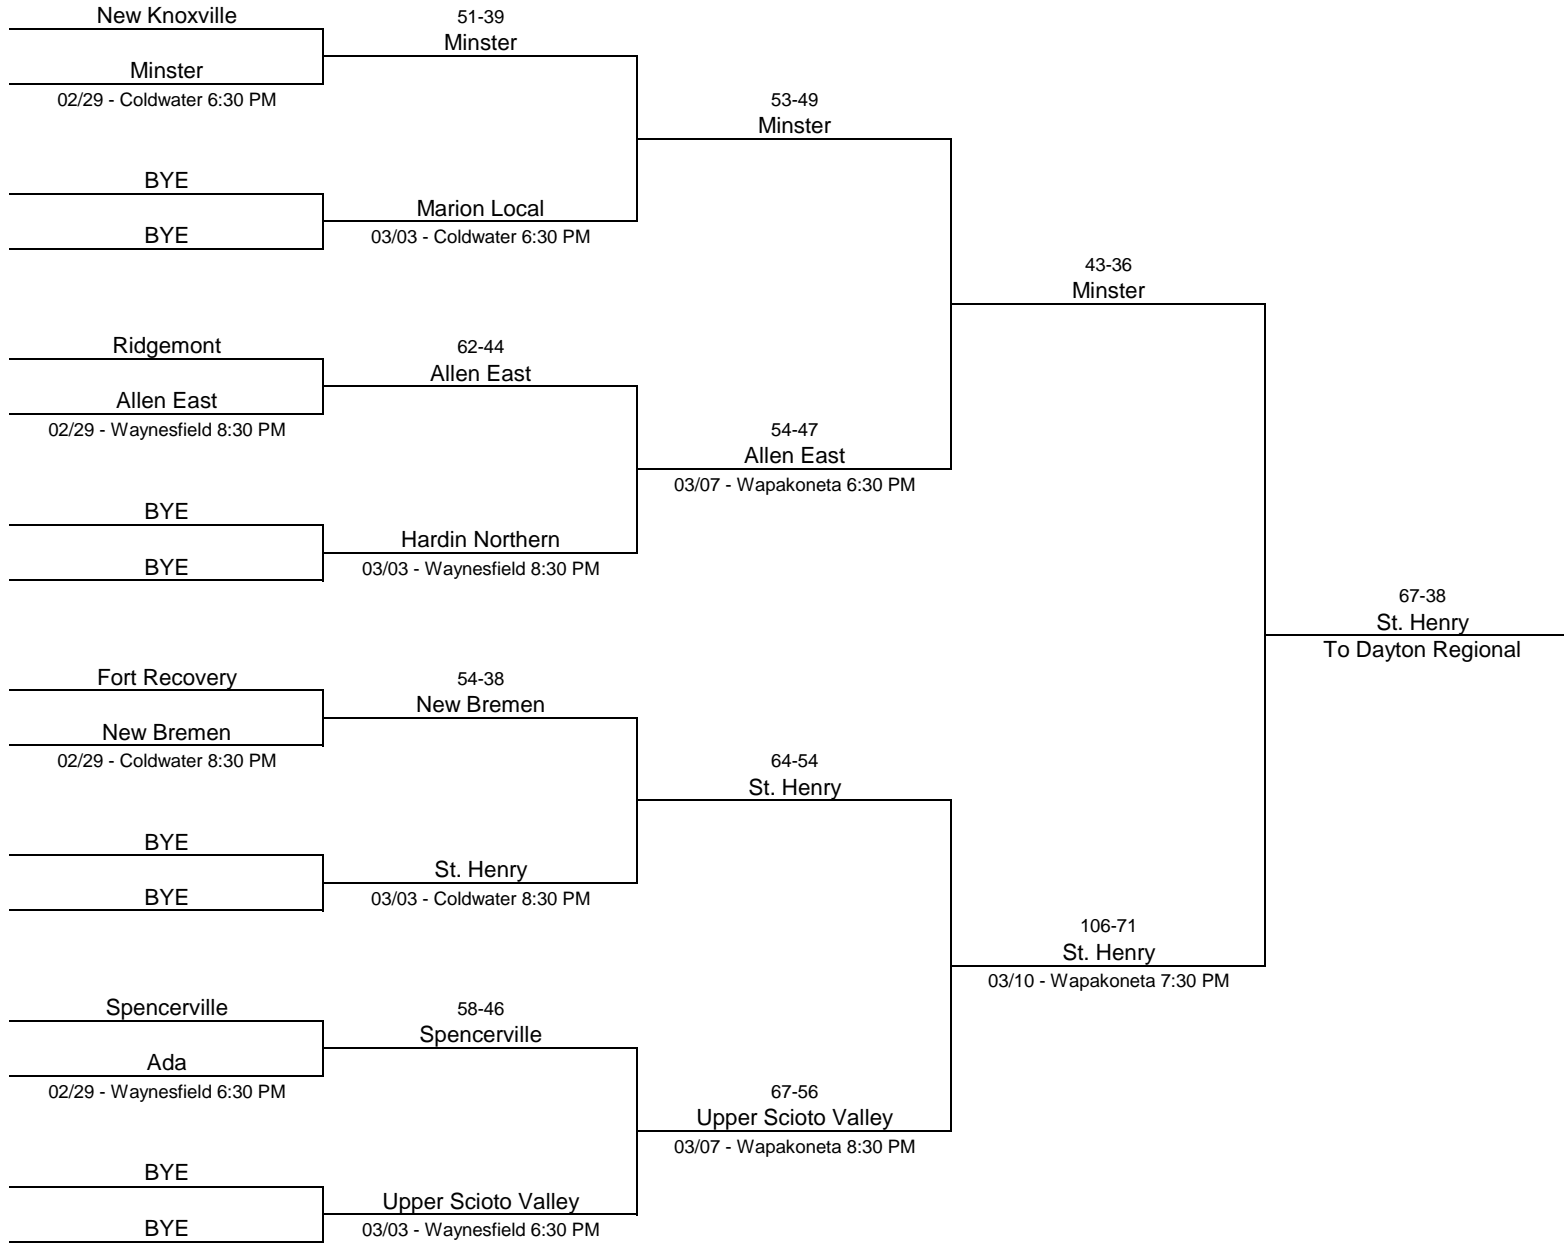 New Knoxville
Minster
02/29 - Coldwater 6:30 PM
BYE
BYE
Ridgemont
Allen East
02/29 - Waynesfield 8:30 PM
BYE
BYE
Fort Recovery
New Bremen
02/29 - Coldwater 8:30 PM
BYE
BYE
Spencerville
Ada
02/29 - Waynesfield 6:30 PM
BYE
BYE
51-39
Minster
Marion Local
03/03 - Coldwater 6:30 PM
62-44
Allen East
Hardin Northern
03/03 - Waynesfield 8:30 PM
54-38
New Bremen
St. Henry
03/03 - Coldwater 8:30 PM
58-46
Spencerville
Upper Scioto Valley
03/03 - Waynesfield 6:30 PM
53-49
Minster
54-47
Allen East
03/07 - Wapakoneta 6:30 PM
64-54
St. Henry
67-56
Upper Scioto Valley
03/07 - Wapakoneta 8:30 PM
43-36
Minster
106-71
St. Henry
03/10 - Wapakoneta 7:30 PM
67-38
St. Henry
To Dayton Regional